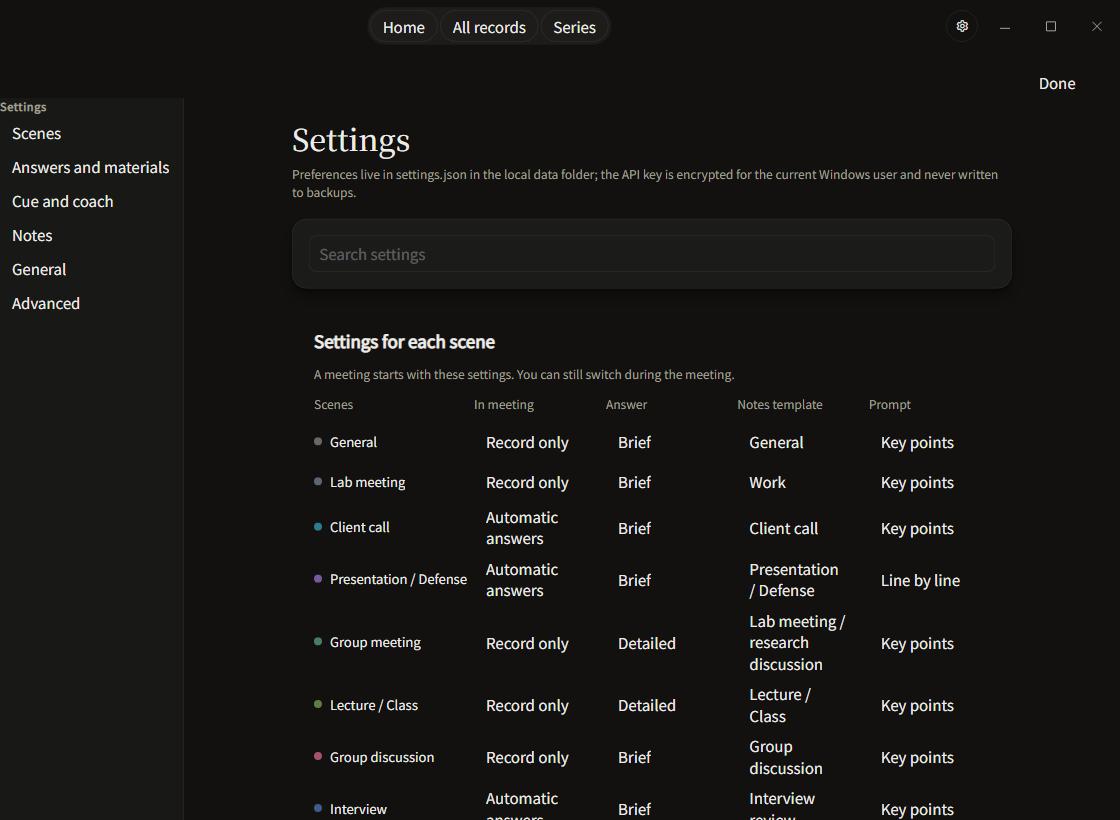 Home All records Series
Done
Settings
Scenes
Answers and materials
Cue and coach
Notes
General
Advanced
Settings
Preferences live in settings.json in the local data folder; the API key is encrypted for the current Windows user and never written
to backups.
Search settings
Settings for each scene
A meeting starts with these settings. You can still switch during the meeting.
Scenes In meeting Answer Notes template Prompt
General Record only Brief General Key points
Lab meeting Record only Brief Work Key points
Client call Automatic answers Brief Client call Key points
Presentation / Defense Automatic answers Brief Presentation / Defense Line by line
Group meeting Record only Detailed Lab meeting / research discussion Key points
Lecture / Class Record only Detailed Lecture / Class Key points
Group discussion Record only Brief Group discussion Key points
Interview Automatic answers Brief Interview review Key points